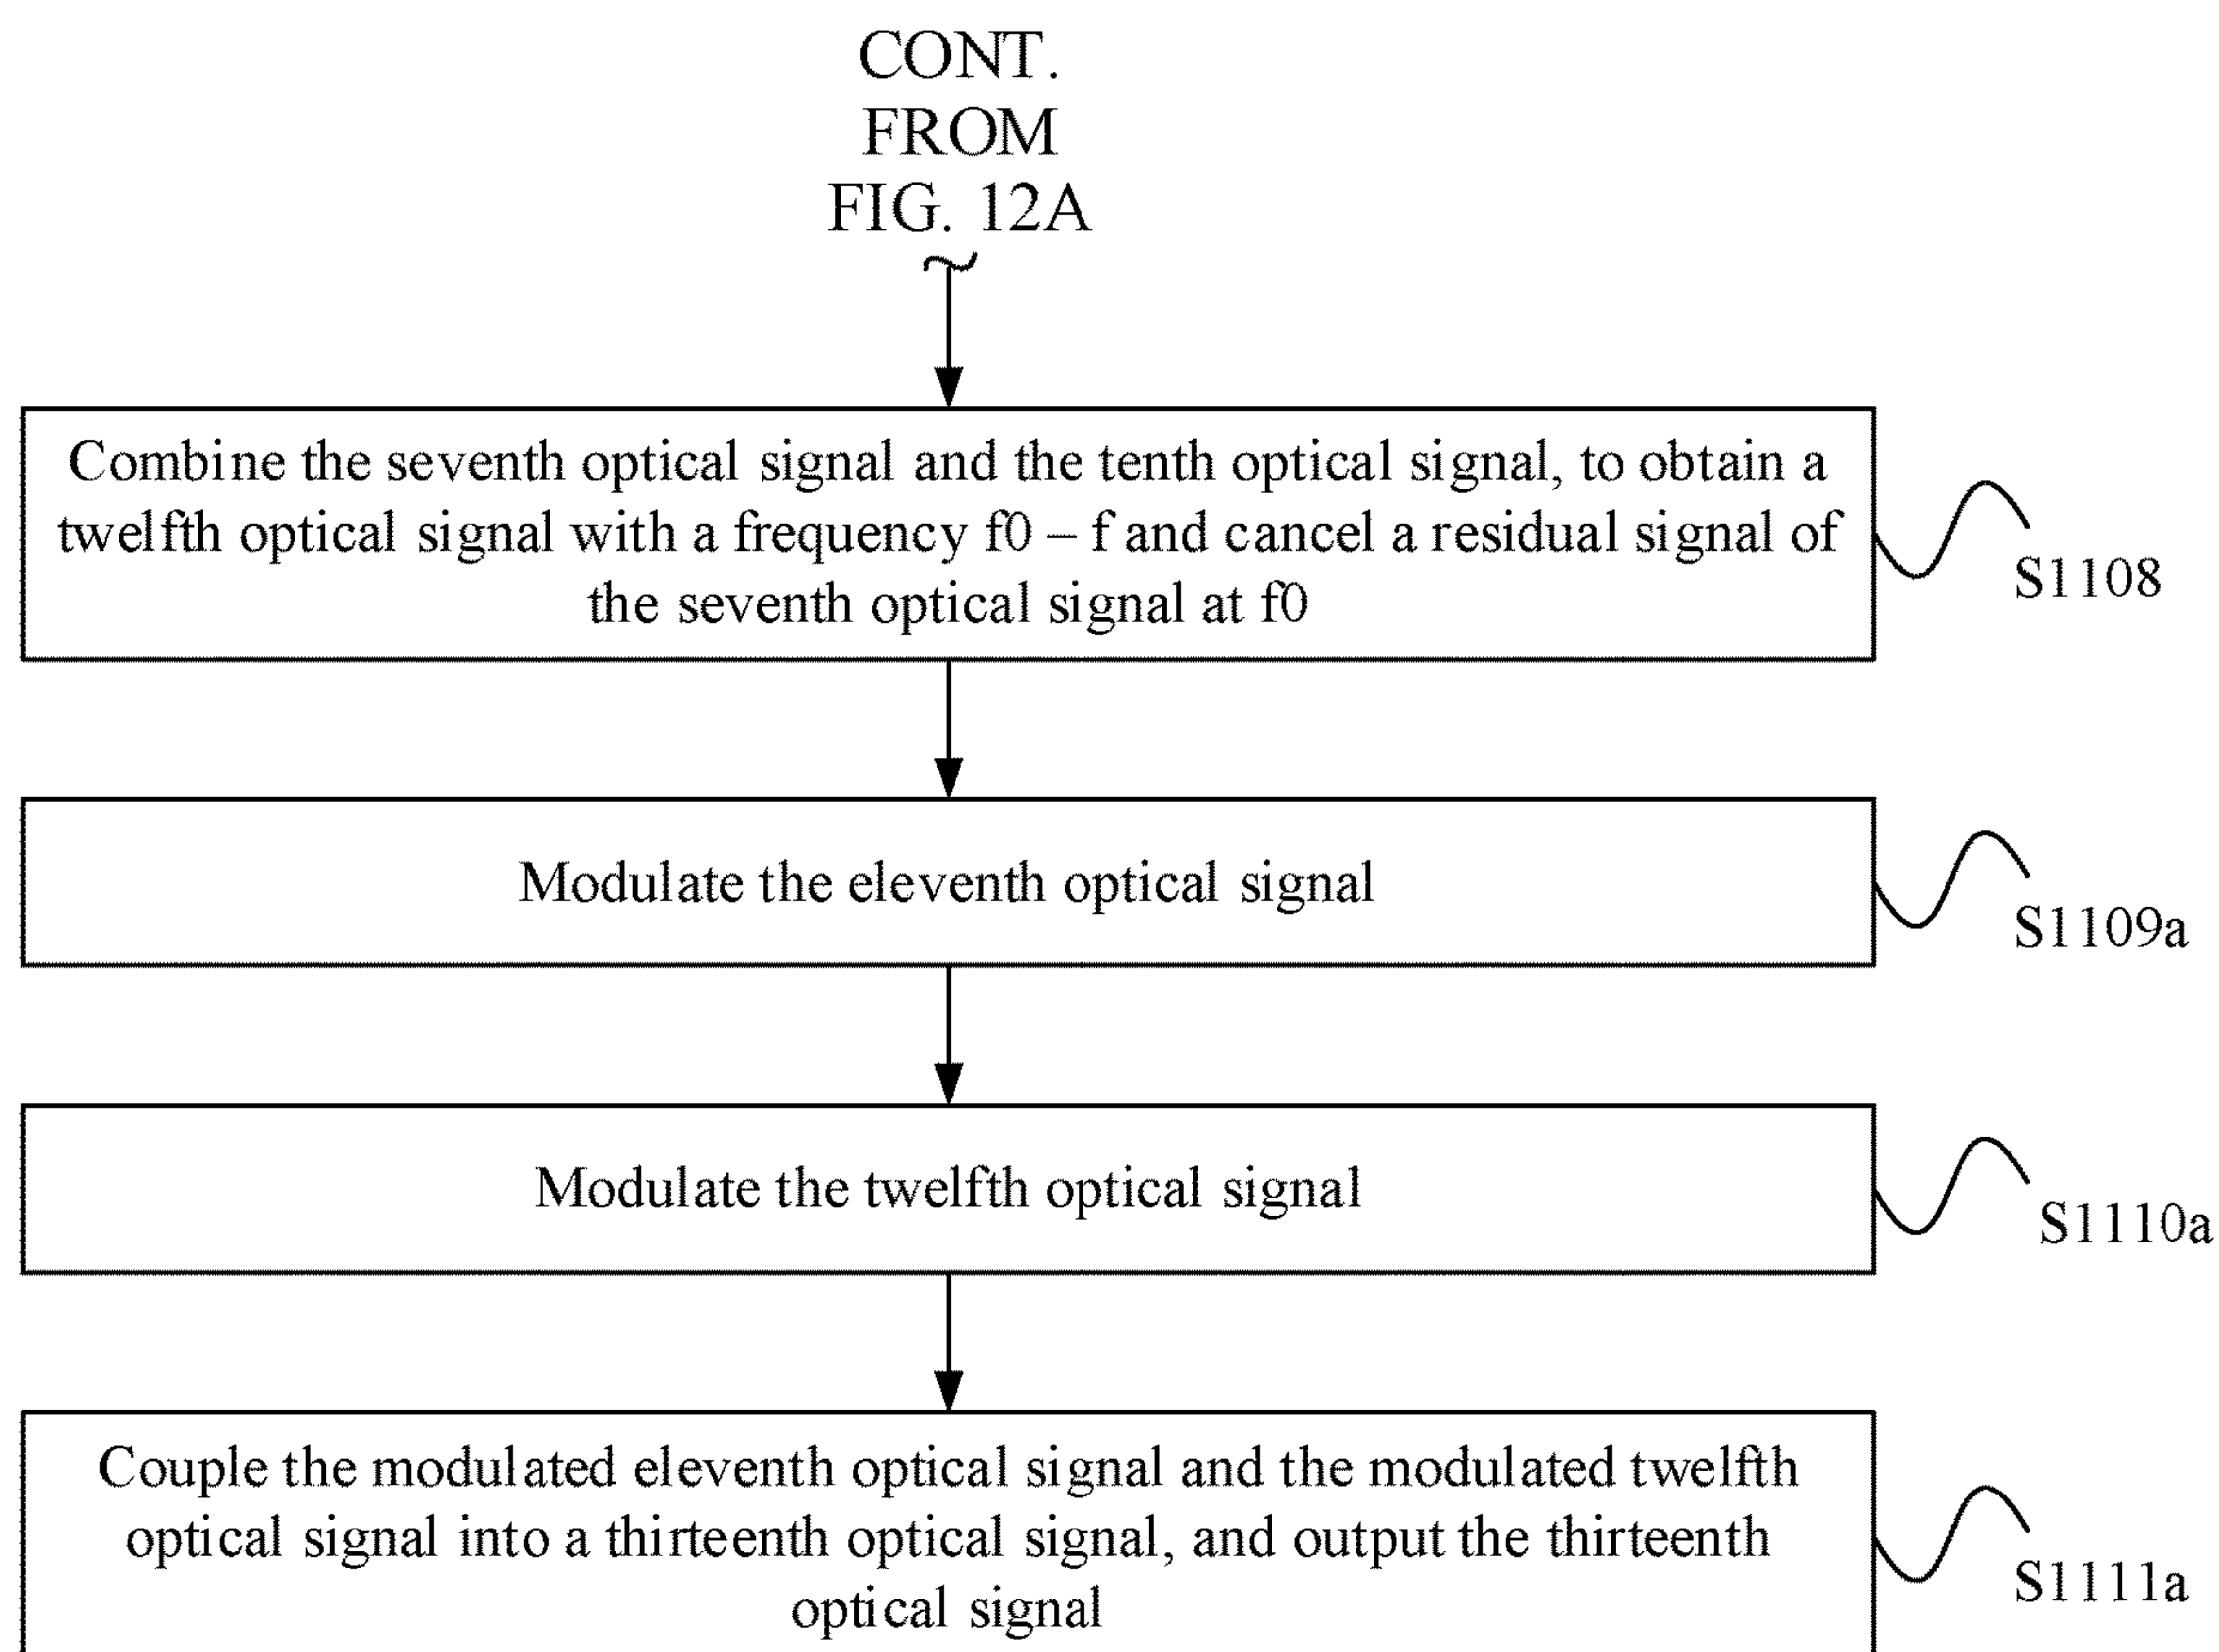 CONT.
FROM
FIG. 12A
Combine the seventh optical signal and the tenth optical signal, to obtain a
twelfth optical signal with a frequency f0 – f and cancel a residual signal of
the seventh optical signal at f0
S1108
Modulate the eleventh optical signal
S1109a
Modulate the twelfth optical signal
S1110a
Couple the modulated eleventh optical signal and the modulated twelfth
optical signal into a thirteenth optical signal, and output the thirteenth
optical signal
S1111a